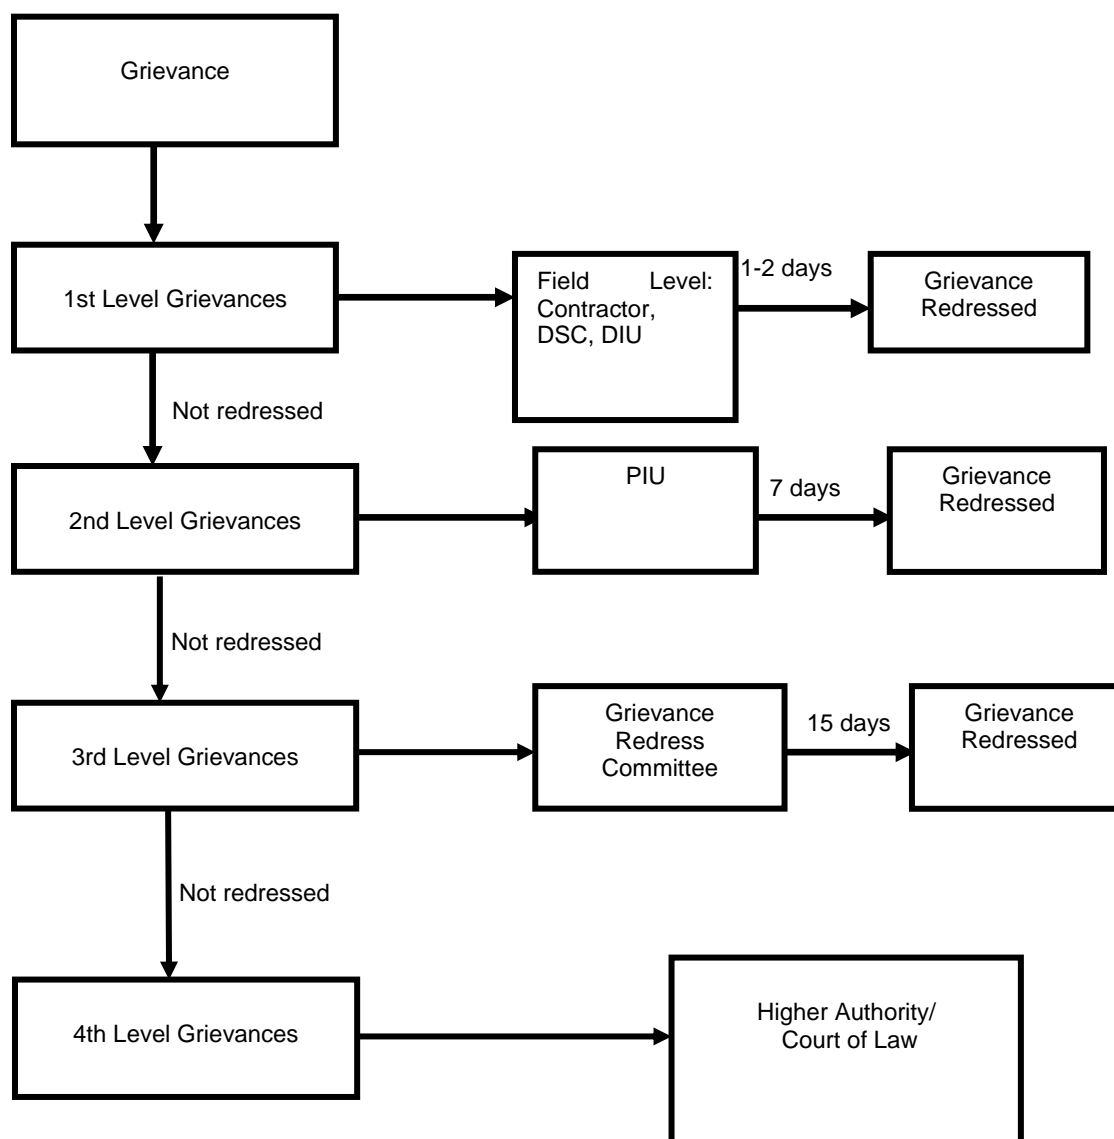 Grievance
1st Level Grievances
Field Level:
Contractor,
DSC, DIU
1-2 days
Grievance
Redressed
Not redressed
2nd Level Grievances
PIU
7 days
Grievance
Redressed
Not redressed
3rd Level Grievances
Grievance
Redress
Committee
15 days
Grievance
Redressed
Not redressed
4th Level Grievances
Higher Authority/
Court of Law